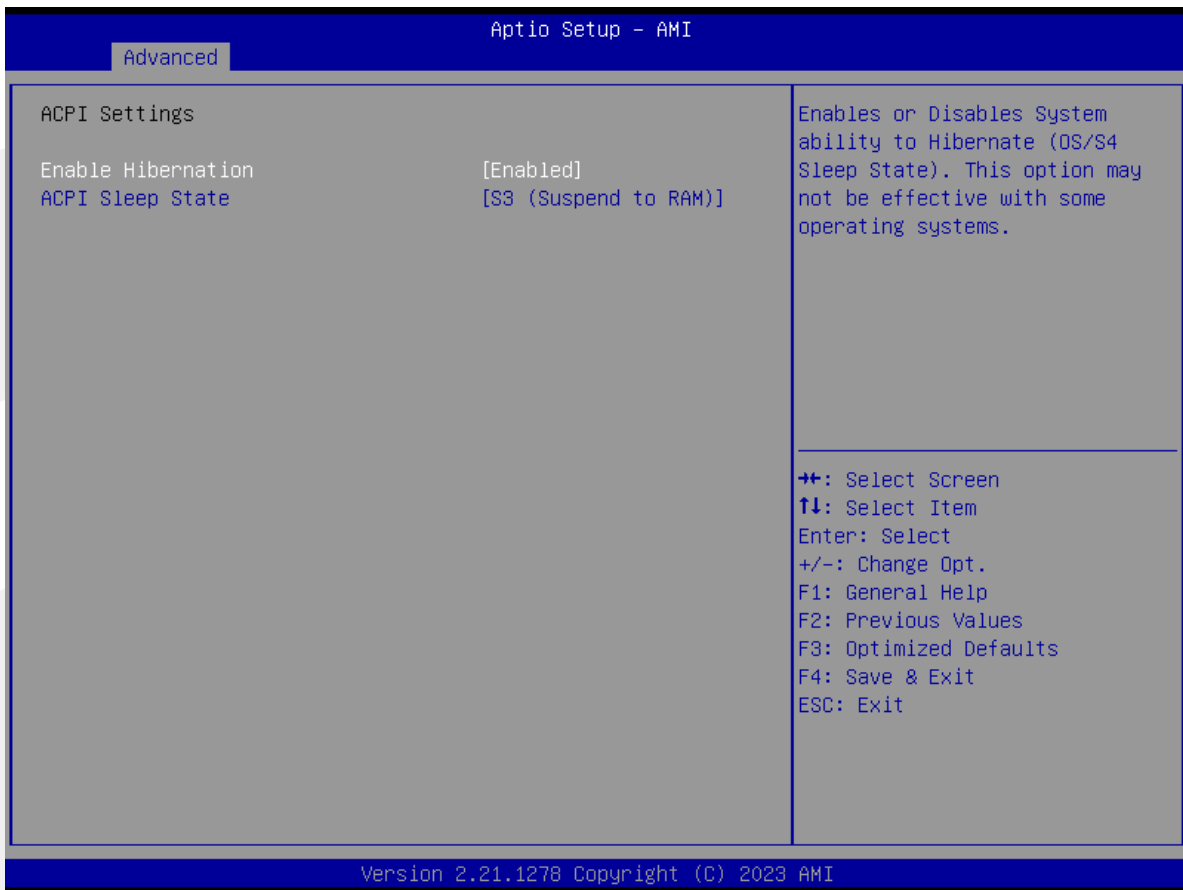 Aptio Setup – AMI
Advanced
ACPI Settings
Enable Hibernation [Enabled]
ACPI Sleep State [S3 (Suspend to RAM)]
Enables or Disables System
ability to Hibernate (OS/S4
Sleep State). This option may
not be effective with some
operating systems.
→←: Select Screen
↑↓: Select Item
Enter: Select
+/-: Change Opt.
F1: General Help
F2: Previous Values
F3: Optimized Defaults
F4: Save & Exit
ESC: Exit
Version 2.21.1278 Copyright (C) 2023 AMI